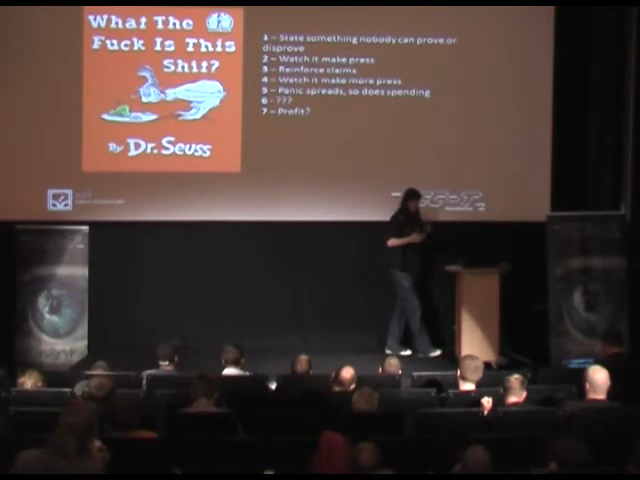 What The
Fuck Is This
Shit?
By Dr. Seuss
1 – State something nobody can prove or
disprove
2 – Watch it make press
3 – Reinforce claims
4 – Watch it make more press
5 – Panic spreads, so does spending
6 - ???
7 – Profit?